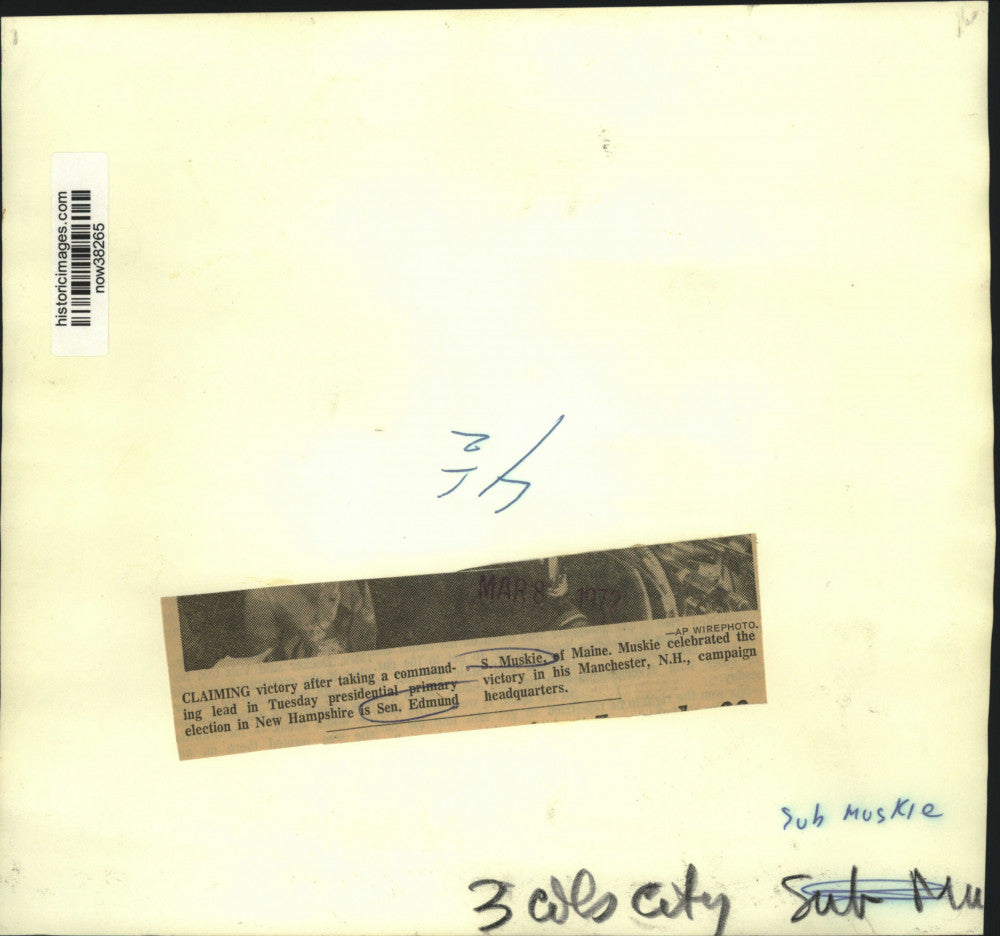 historicimages.com
now38265
MAR 8 1972
—AP WIREPHOTO.
CLAIMING victory after taking a command-
ing lead in Tuesday presidential primary
election in New Hampshire is Sen. Edmund
S. Muskie, of Maine. Muskie celebrated the
victory in his Manchester, N.H., campaign
headquarters.
Sub Muskie
3 cols city Sub Mu